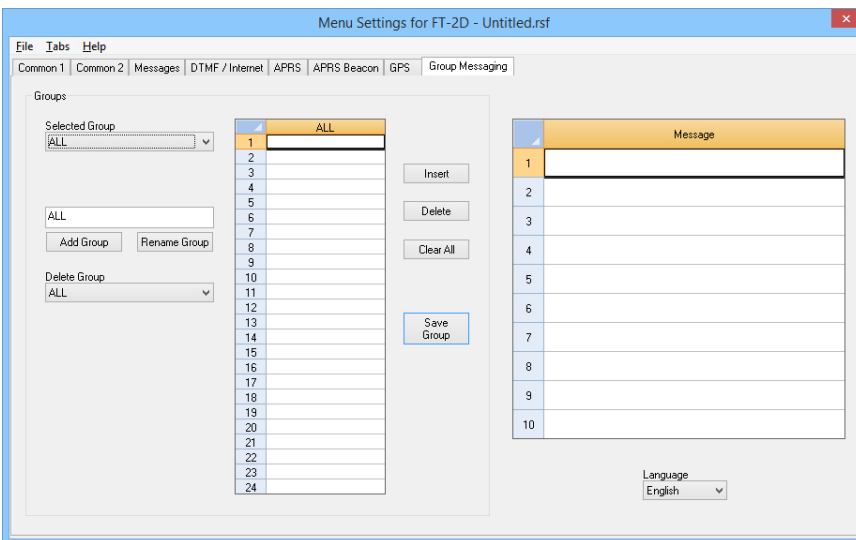 Menu Settings for FT-2D - Untitled.rsf
x
File Tabs Help
Common 1 Common 2 Messages DTMF / Internet APRS APRS Beacon GPS Group Messaging
Groups
Selected Group
ALL
ALL
Add Group Rename Group
Delete Group
ALL
ALL
1
2
3
4
5
6
7
8
9
10
11
12
13
14
15
16
17
18
19
20
21
22
23
24
Insert
Delete
Clear All
Save
Group
Message
1
2
3
4
5
6
7
8
9
10
Language
English